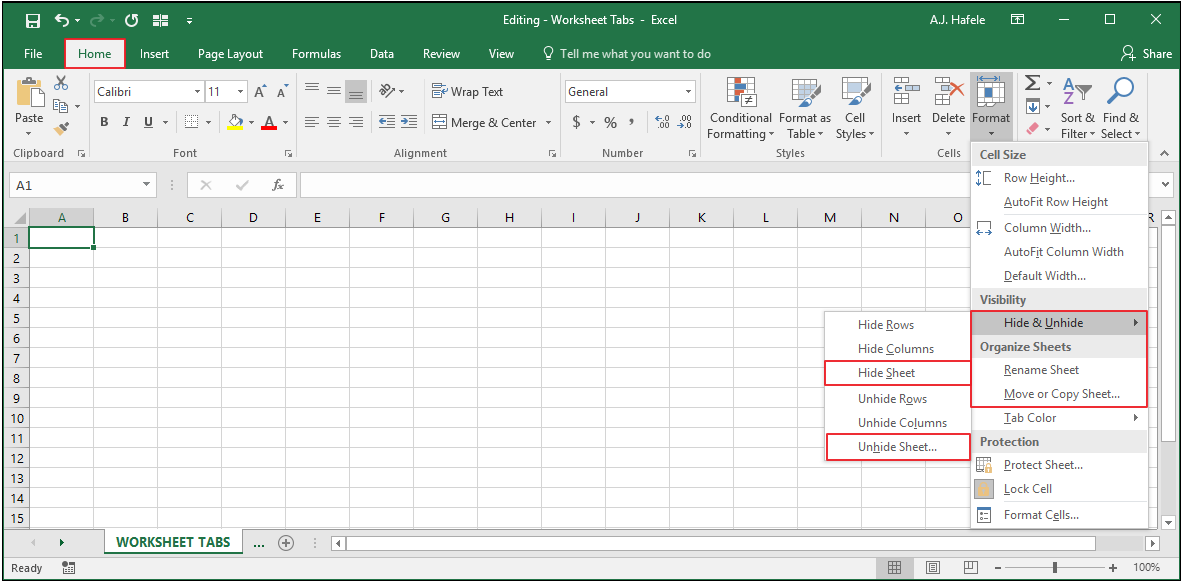 Editing - Worksheet Tabs - Excel
A.J. Hafele
File Home Insert Page Layout Formulas Data Review View Tell me what you want to do Share
Paste
Clipboard
Calibri 11
B I U A
Font
Wrap Text
Merge & Center
Alignment
General
$ % ,
Number
Conditional Formatting
Format as Table
Cell Styles
Styles
Insert
Delete
Format
Cells
Sort & Filter
Find & Select
A1
fx
A B C D E F G H I J K L M N O R
1
2
3
4
5
6
7
8
9
10
11
12
13
14
15
Cell Size
Row Height...
AutoFit Row Height
Column Width...
AutoFit Column Width
Default Width...
Visibility
Hide & Unhide
Organize Sheets
Rename Sheet
Move or Copy Sheet...
Tab Color
Protection
Protect Sheet...
Lock Cell
Format Cells...
Hide Rows
Hide Columns
Hide Sheet
Unhide Rows
Unhide Columns
Unhide Sheet...
WORKSHEET TABS ...
Ready
100%